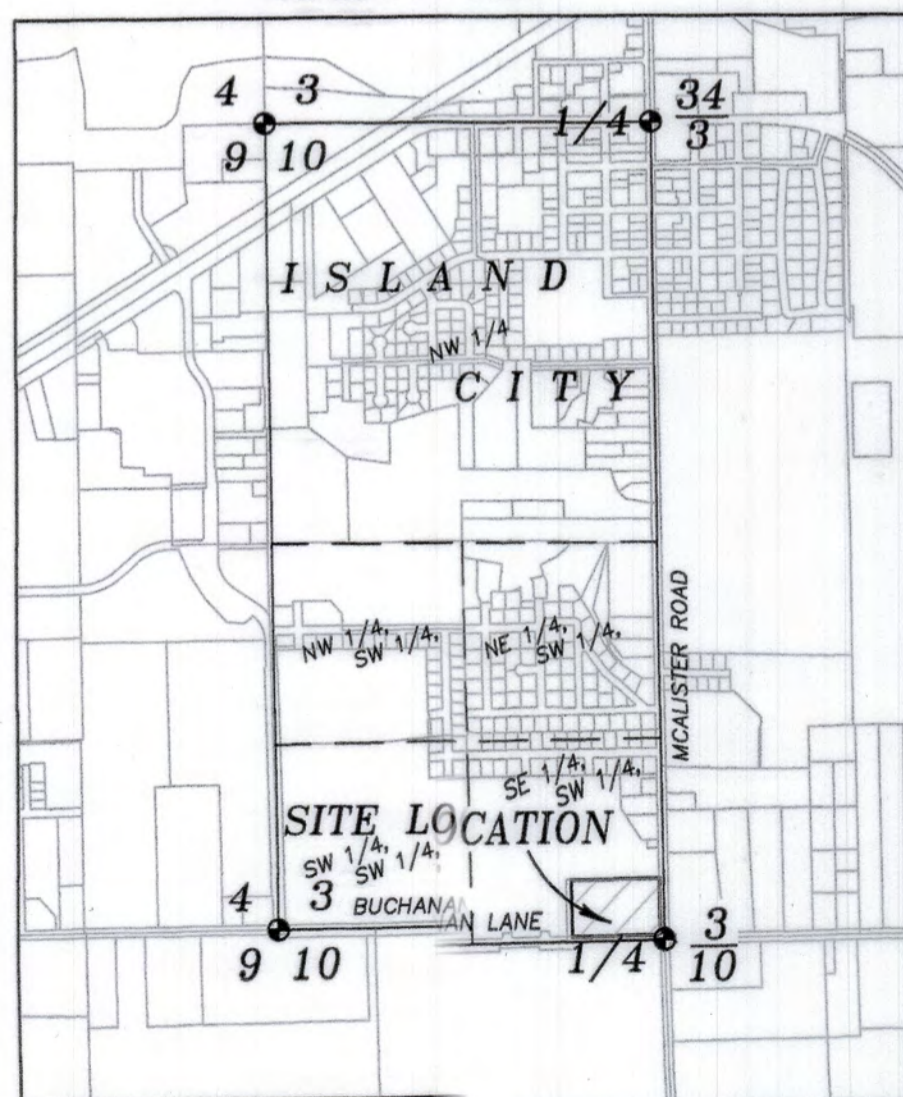 4 3
1/4 34/3
9 10
ISLAND
NW 1/4
CITY
MCALISTER ROAD
NW 1/4,
SW 1/4,
NE 1/4,
SW 1/4,
SE 1/4,
SW 1/4,
SITE LOCATION
SW 1/4,
SW 1/4,
4 3
BUCHANAN LANE
9 10
1/4 3/10